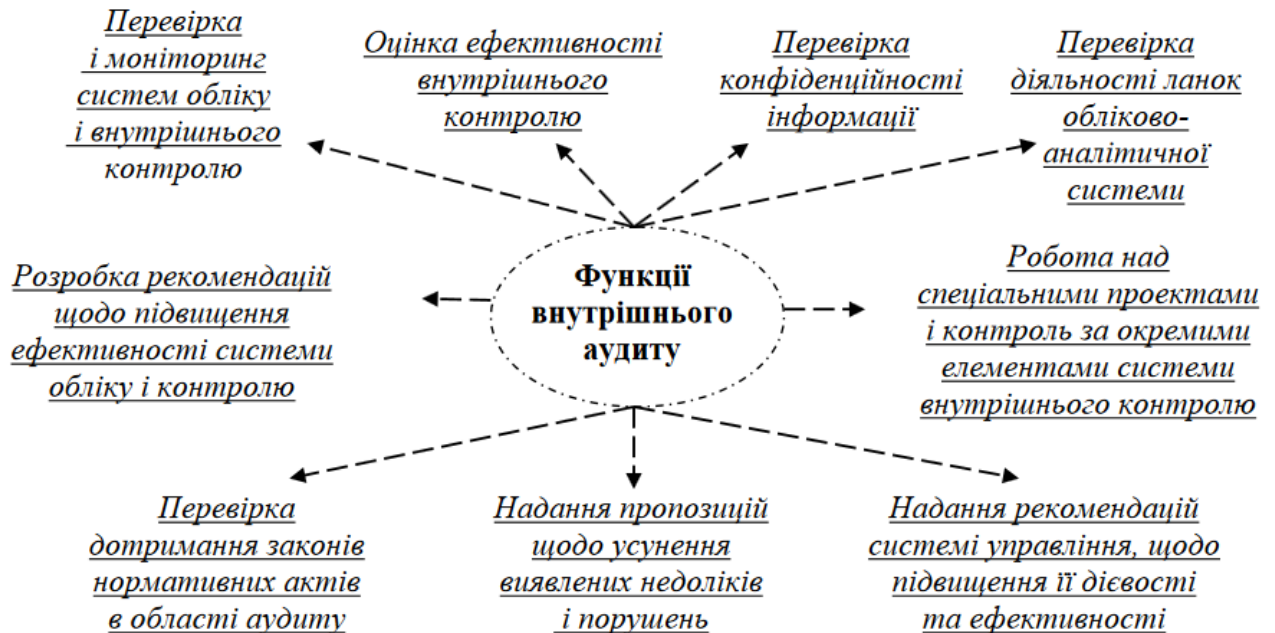 Перевірка
і моніторинг
систем обліку
і внутрішнього
контролю
Оцінка ефективності
внутрішнього
контролю
Перевірка
конфіденційності
інформації
Перевірка
діяльності ланок
обліково-
аналітичної
системи
Розробка рекомендацій
щодо підвищення
ефективності системи
обліку і контролю
Функції
внутрішнього
аудиту
Робота над
спеціальними проектами
і контроль за окремими
елементами системи
внутрішнього контролю
Перевірка
дотримання законів
нормативних актів
в області аудиту
Надання пропозицій
щодо усунення
виявлених недоліків
і порушень
Надання рекомендацій
системі управління, щодо
підвищення її дієвості
та ефективності